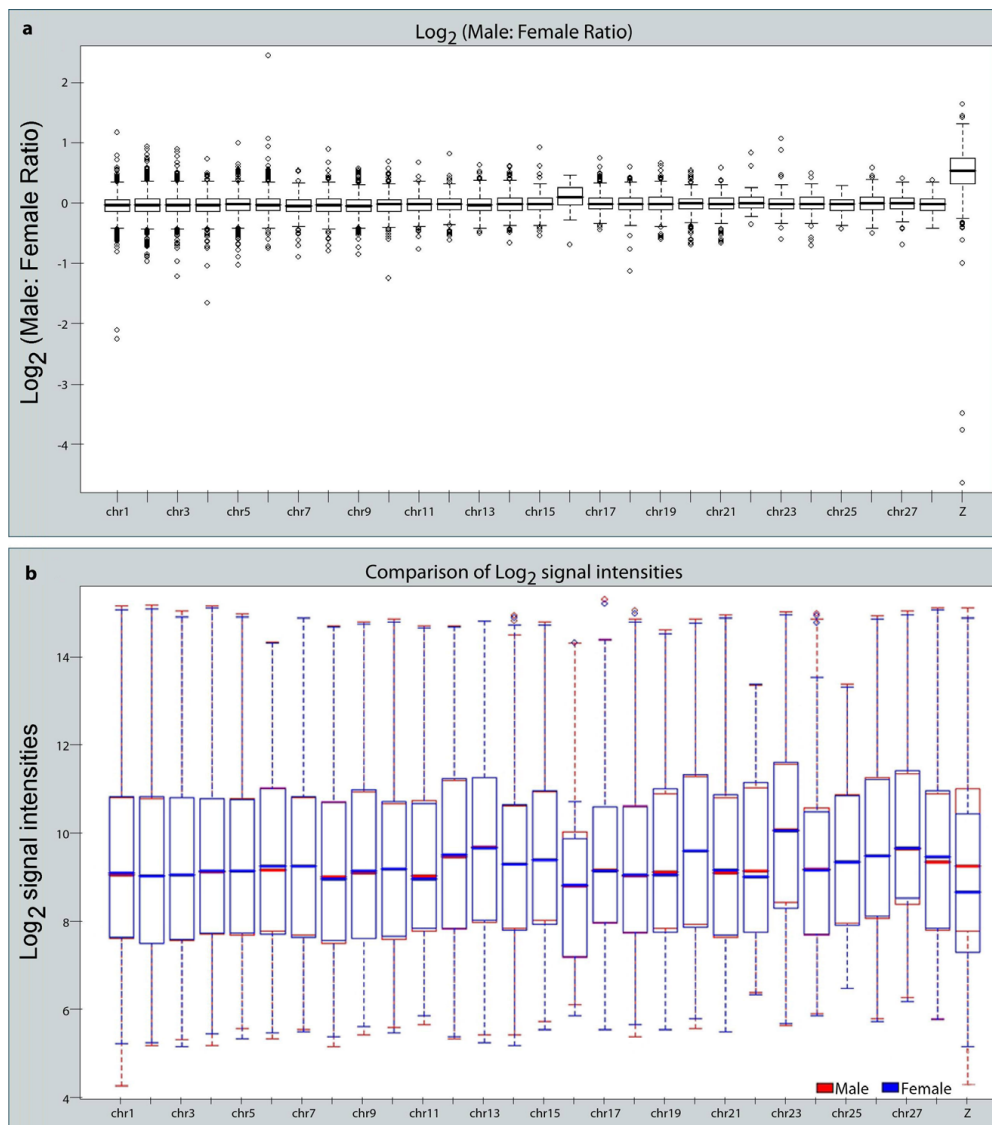 a
Log2 (Male: Female Ratio)
Log2 (Male: Female Ratio)
2
1
0
-1
-2
-3
-4
chr1 chr3 chr5 chr7 chr9 chr11 chr13 chr15 chr17 chr19 chr21 chr23 chr25 chr27 Z
b
Comparison of Log2 signal intensities
Log2 signal intensities
14
12
10
8
6
4
Male Female
chr1 chr3 chr5 chr7 chr9 chr11 chr13 chr15 chr17 chr19 chr21 chr23 chr25 chr27 Z